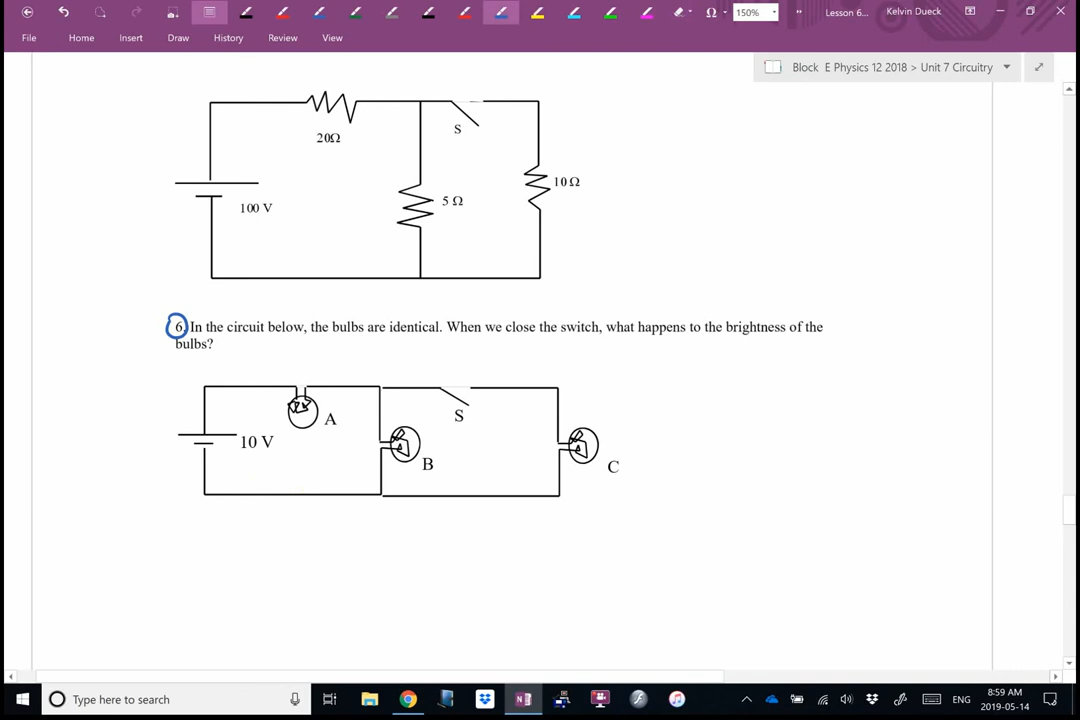 150%
Lesson 6...
Kelvin Dueck
File
Home
Insert
Draw
History
Review
View
Block E Physics 12 2018 > Unit 7 Circuitry
20Ω
S
10Ω
5 Ω
100 V
6. In the circuit below, the bulbs are identical. When we close the switch, what happens to the brightness of the
bulbs?
A
S
10 V
B
C
Type here to search
ENG
8:59 AM
2019-05-14